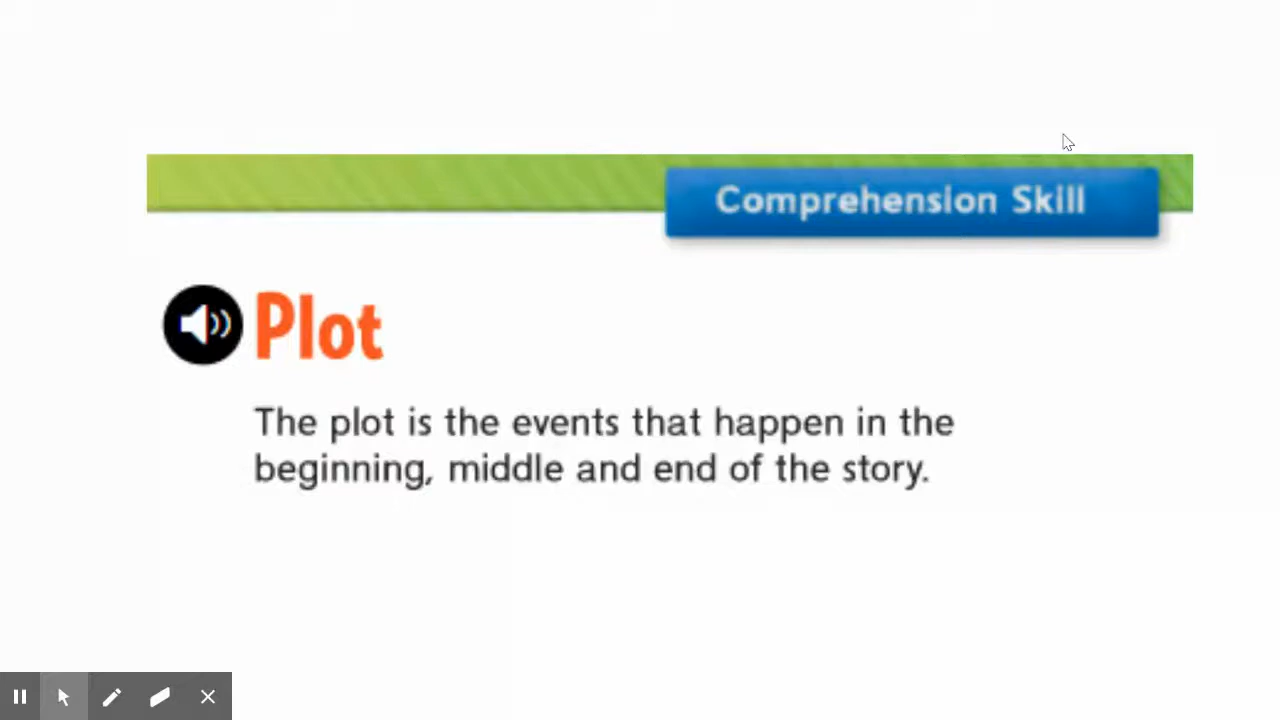 Comprehension Skill
Plot
The plot is the events that happen in the
beginning, middle and end of the story.